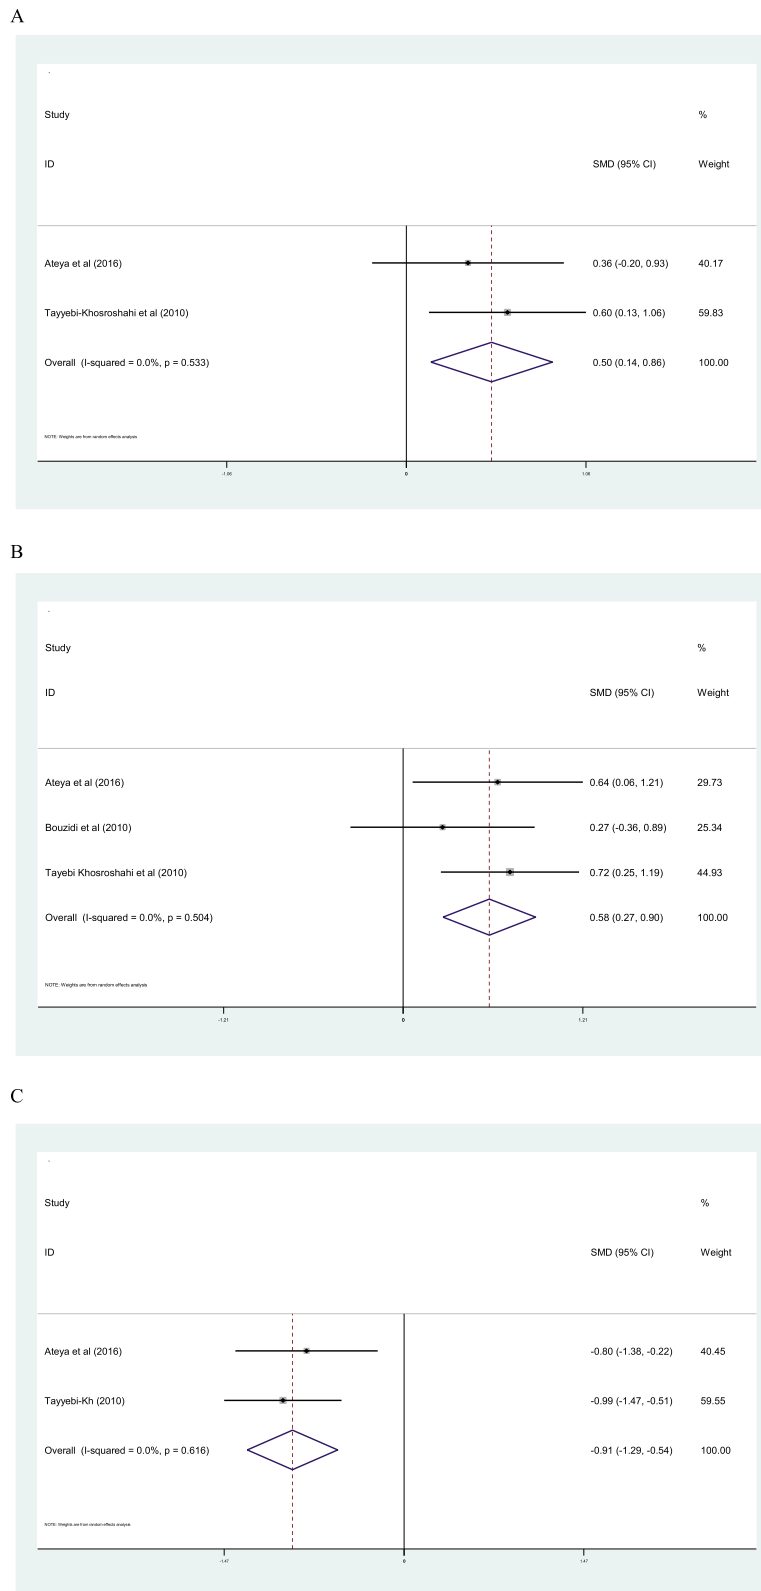 A
Study %
ID SMD (95% CI) Weight
Ateya et al (2016) 0.36 (-0.20, 0.93) 40.17
Tayyebi-Khosroshahi et al (2010) 0.60 (0.13, 1.06) 59.83
Overall (I-squared = 0.0%, p = 0.533) 0.50 (0.14, 0.86) 100.00
NOTE: Weights are from random effects analysis
-1.06 0 1.06
B
Study %
ID SMD (95% CI) Weight
Ateya et al (2016) 0.64 (0.06, 1.21) 29.73
Bouzidi et al (2010) 0.27 (-0.36, 0.89) 25.34
Tayebi Khosroshahi et al (2010) 0.72 (0.25, 1.19) 44.93
Overall (I-squared = 0.0%, p = 0.504) 0.58 (0.27, 0.90) 100.00
NOTE: Weights are from random effects analysis
-1.21 0 1.21
C
Study %
ID SMD (95% CI) Weight
Ateya et al (2016) -0.80 (-1.38, -0.22) 40.45
Tayyebi-Kh (2010) -0.99 (-1.47, -0.51) 59.55
Overall (I-squared = 0.0%, p = 0.616) -0.91 (-1.29, -0.54) 100.00
NOTE: Weights are from random effects analysis
-1.47 0 1.47